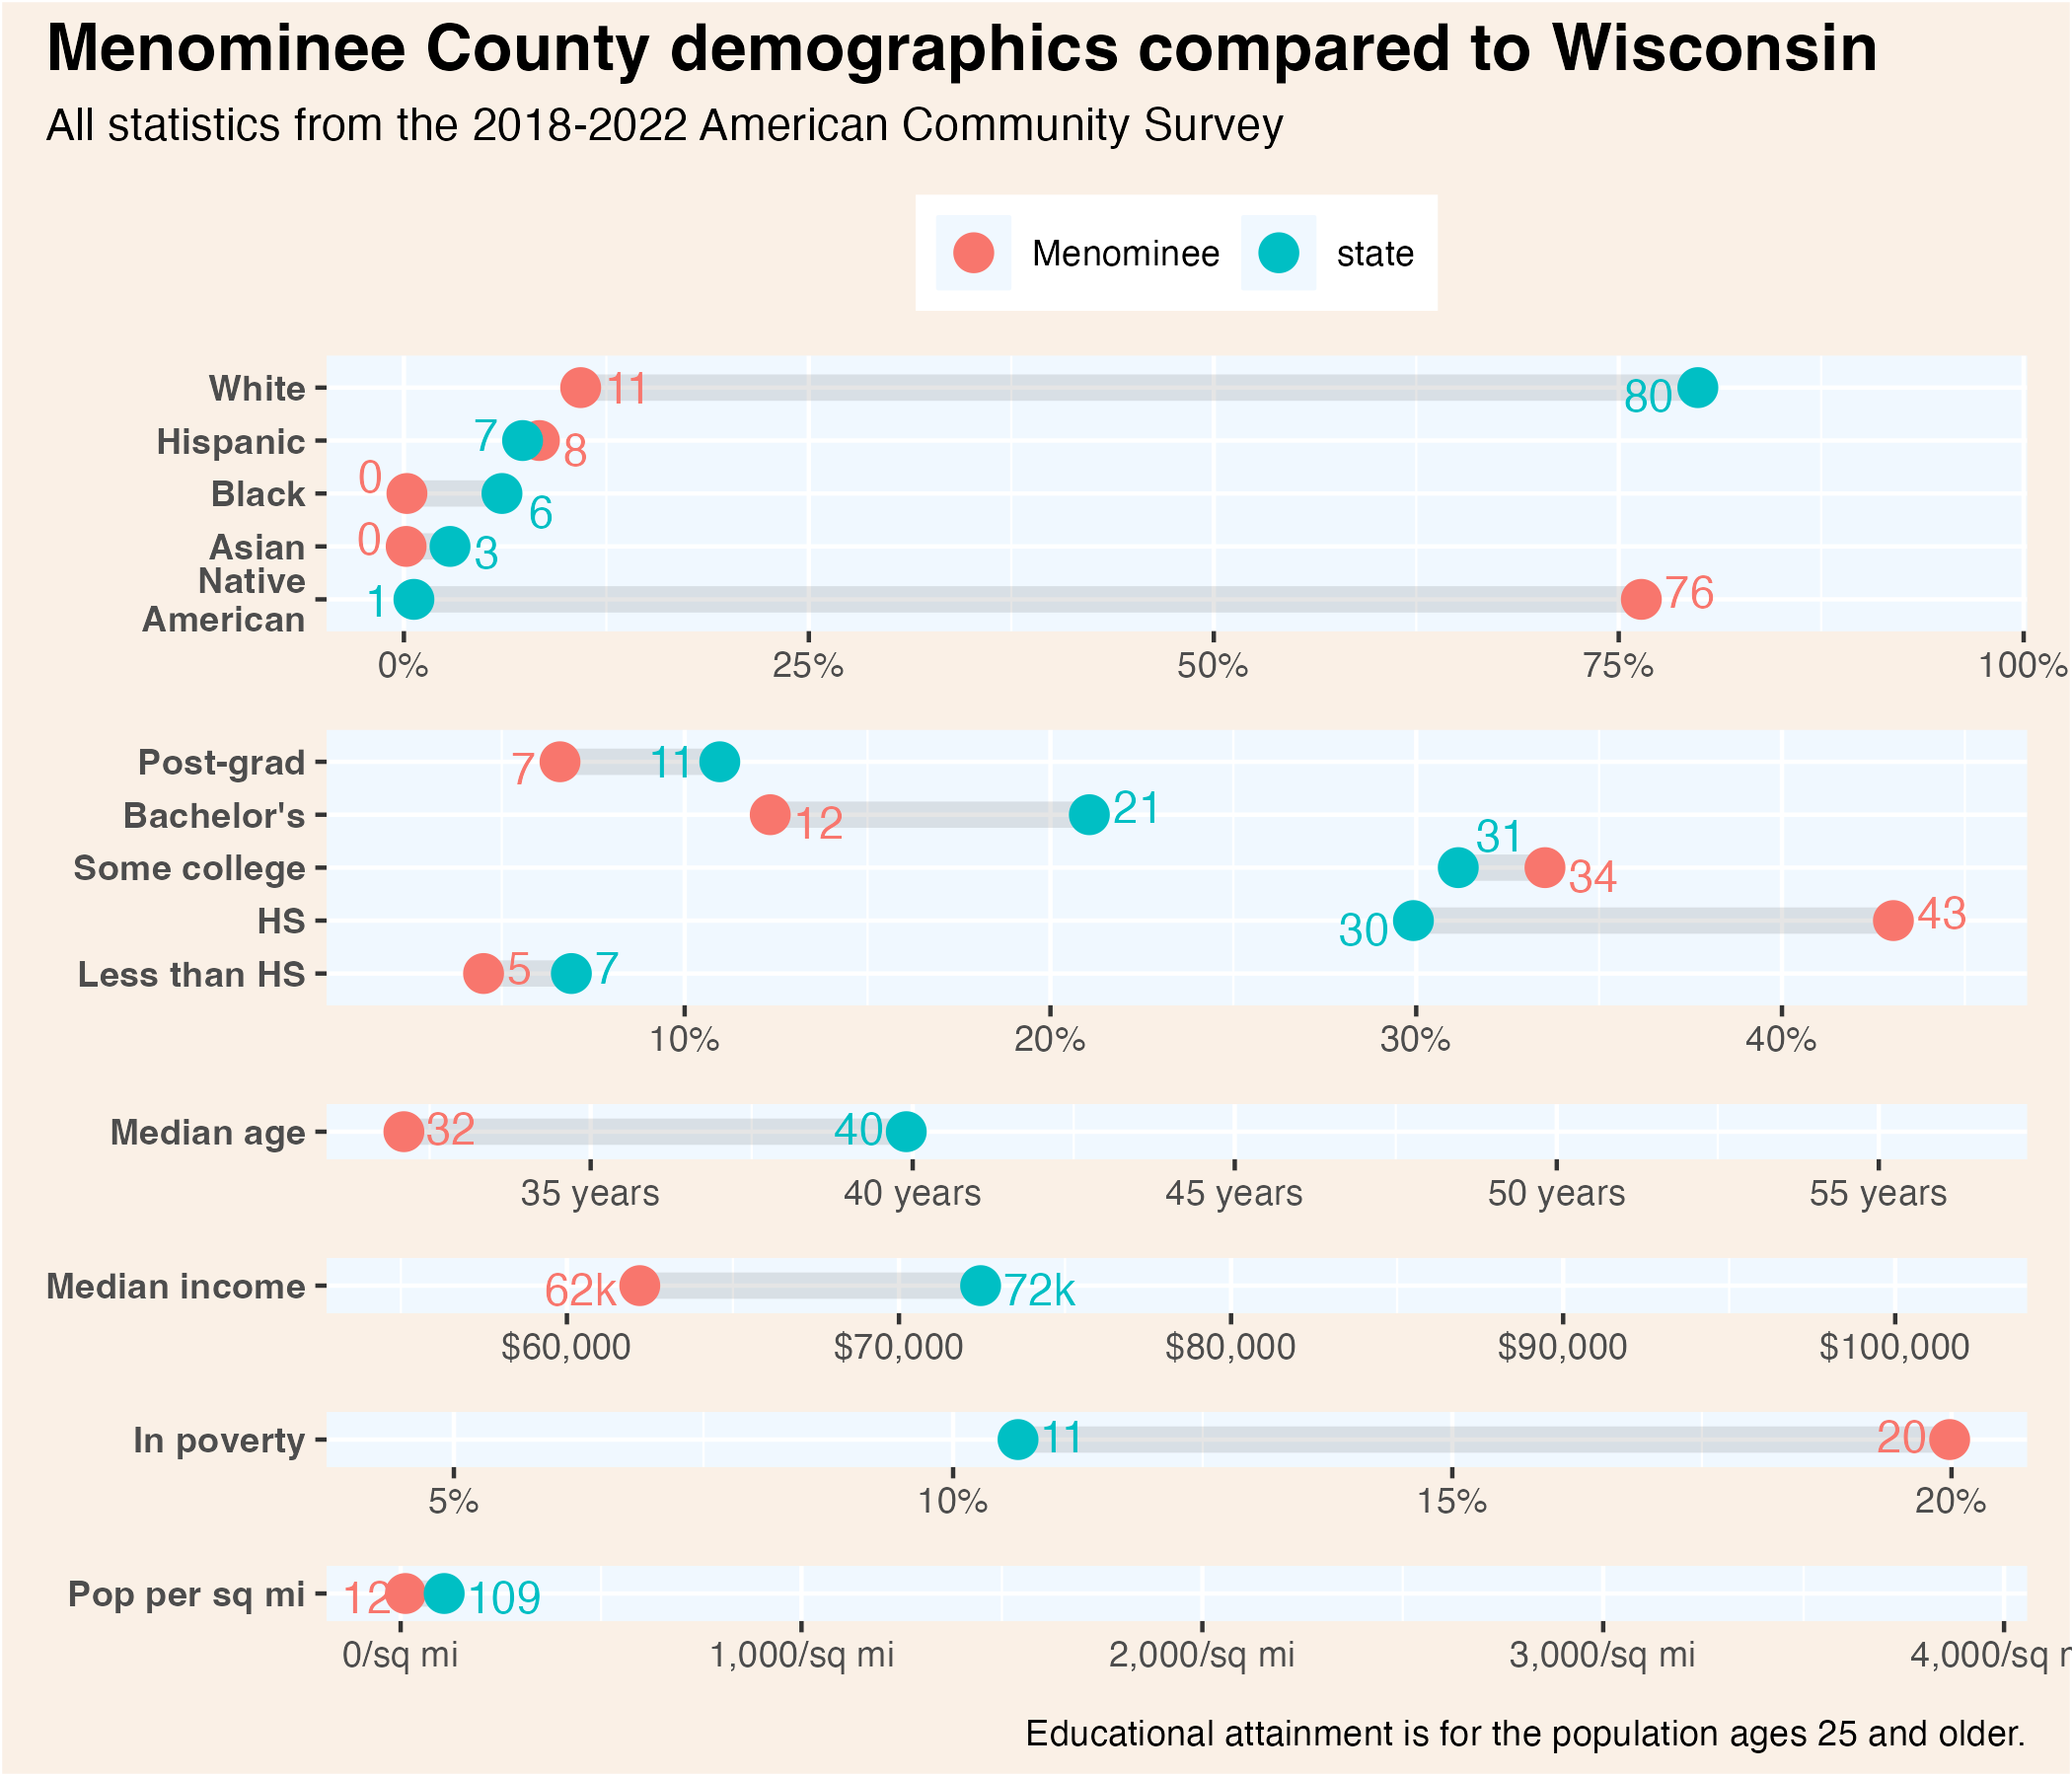 Menominee County demographics compared to Wisconsin
All statistics from the 2018-2022 American Community Survey
Menominee state
White 11 80
Hispanic 7 8
Black 0 6
Asian 0 3
Native
American 1 76
0% 25% 50% 75% 100%
Post-grad 7 11
Bachelor's 12 21
Some college 31 34
HS 30 43
Less than HS 5 7
10% 20% 30% 40%
Median age 32 40
35 years 40 years 45 years 50 years 55 years
Median income 62k 72k
$60,000 $70,000 $80,000 $90,000 $100,000
In poverty 11 20
5% 10% 15% 20%
Pop per sq mi 12 109
0/sq mi 1,000/sq mi 2,000/sq mi 3,000/sq mi 4,000/sq
Educational attainment is for the population ages 25 and older.